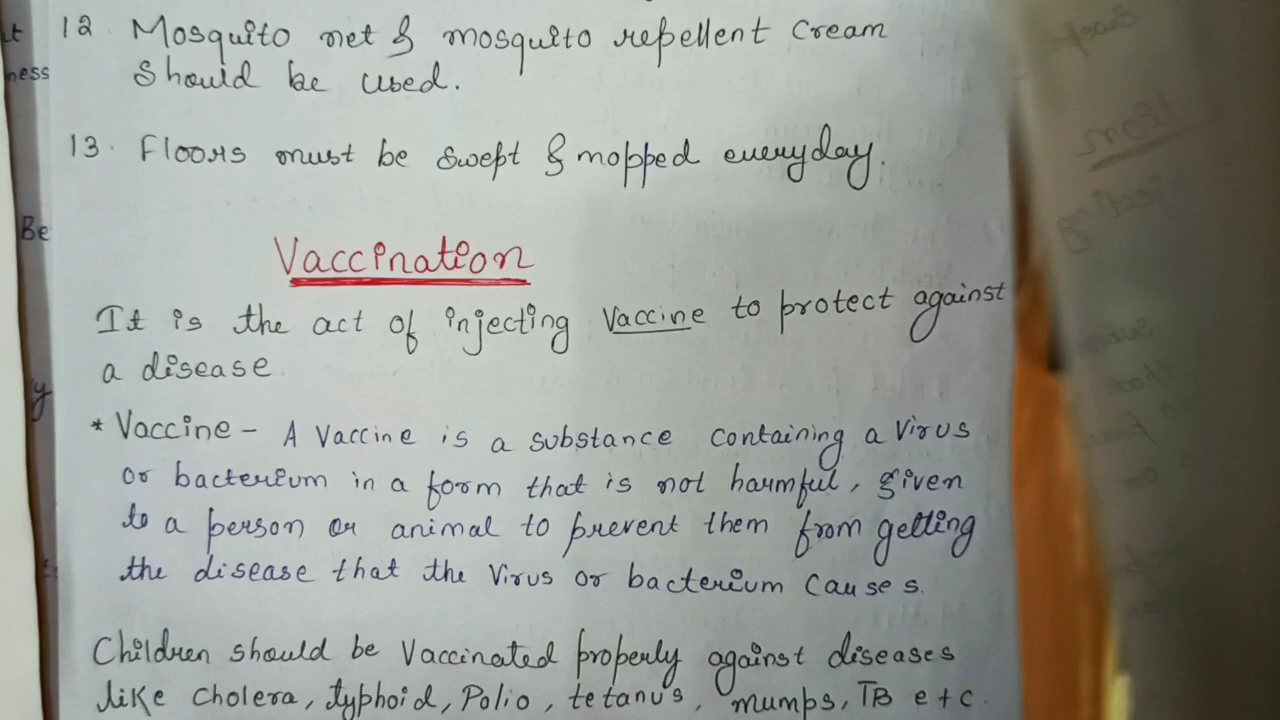 12. Mosquito net & mosquito repellent cream
should be used.
13. Floors must be swept & mopped everyday.
Vaccination
It is the act of injecting vaccine to protect against
a disease.
* Vaccine - A vaccine is a substance containing a virus
or bacterium in a form that is not harmful, given
to a person or animal to prevent them from getting
the disease that the virus or bacterium causes.
Children should be vaccinated properly against diseases
like cholera, typhoid, Polio, tetanus, mumps, TB etc.
ness
Be
y